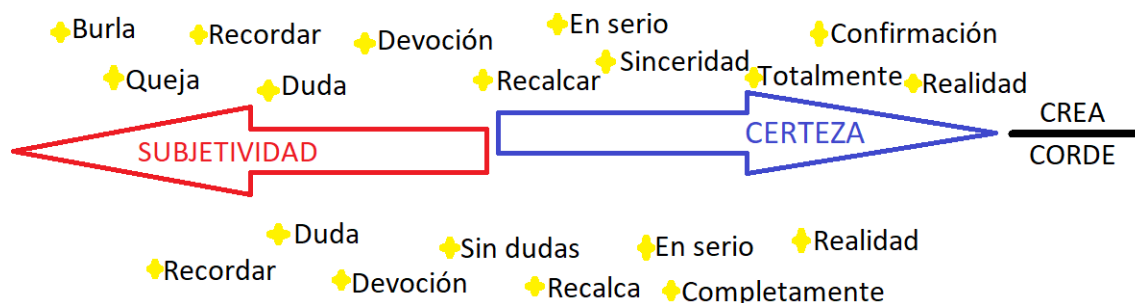 Burla
Recordar
Devoción
En serio
Confirmación
Queja
Duda
Recalcar
Sinceridad
Totalmente
Realidad
SUBJETIVIDAD
CERTEZA
CREA
CORDE
Duda
Sin dudas
En serio
Realidad
Recordar
Devoción
Recalca
Completamente